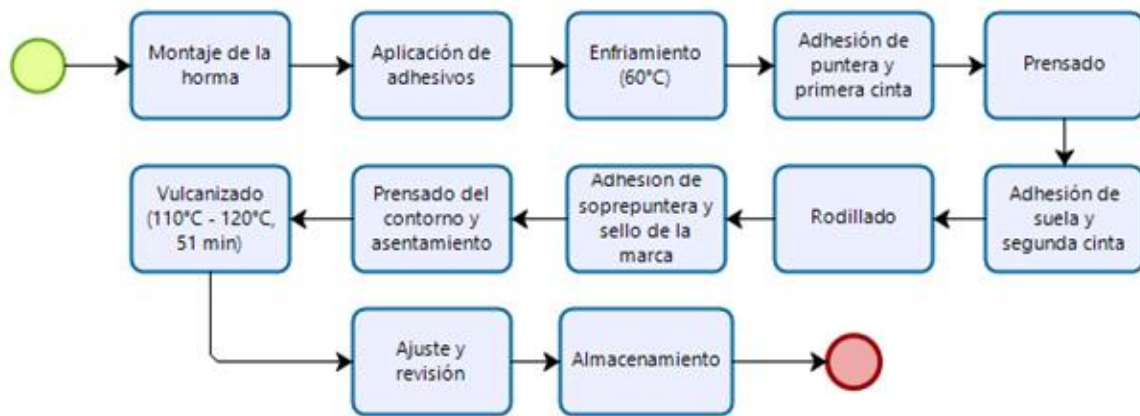 Montaje de la
horma
Aplicación de
adhesivos
Enfriamiento
(60°C)
Adhesión de
puntera y
primera cinta
Prensado
Adhesión de
suela y
segunda cinta
Rodillado
Adhesión de
soprepuntera y
sello de la
marca
Prensado del
contorno y
asentamiento
Vulcanizado
(110°C - 120°C,
51 min)
Ajuste y
revisión
Almacenamiento